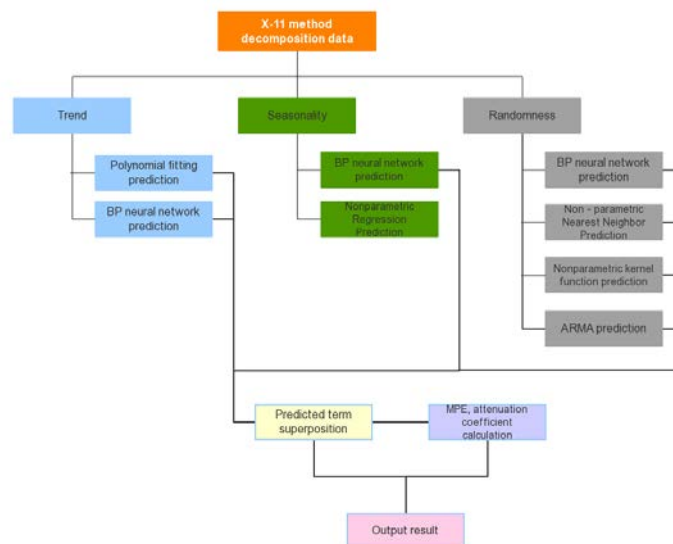 X-11 method
decomposition data
Trend
Seasonality
Randomness
Polynomial fitting
prediction
BP neural network
prediction
BP neural network
prediction
Nonparametric
Regression
Prediction
BP neural network
prediction
Non - parametric
Nearest Neighbor
Prediction
Nonparametric kernel
function prediction
ARMA prediction
Predicted term
superposition
MPE, attenuation
coefficient
calculation
Output result